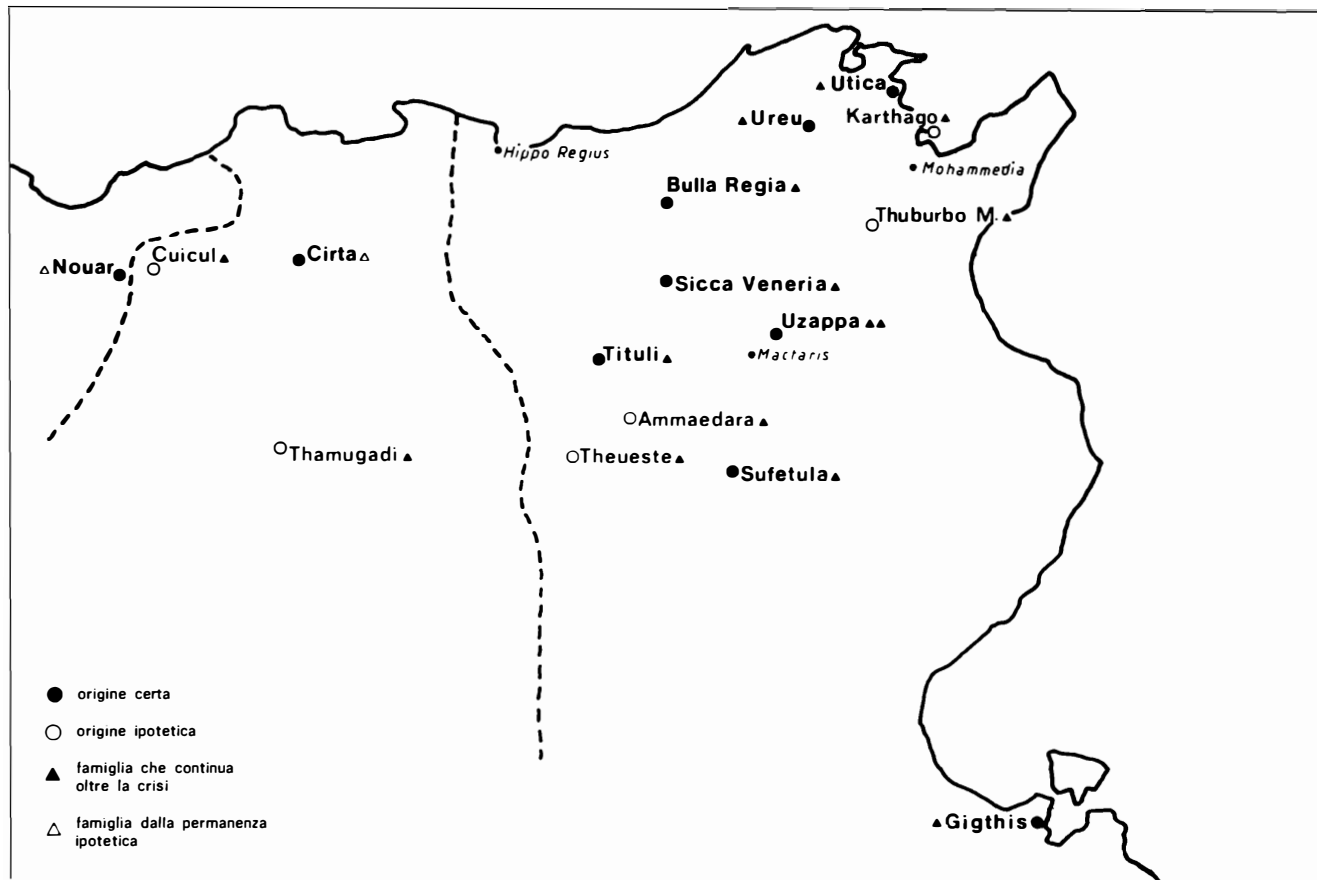 Utica
Ureu
Karthago
Hippo Regius
Mohammedia
Bulla Regia
Thuburbo M.
Nouar
Cuicul
Cirta
Sicca Veneria
Uzappa
Tituli
Mactaris
Ammaedara
Thamugadi
Theueste
Sufetula
origine certa
origine ipotetica
famiglia che continua
oltre la crisi
famiglia dalla permanenza
ipotetica
Gigthis